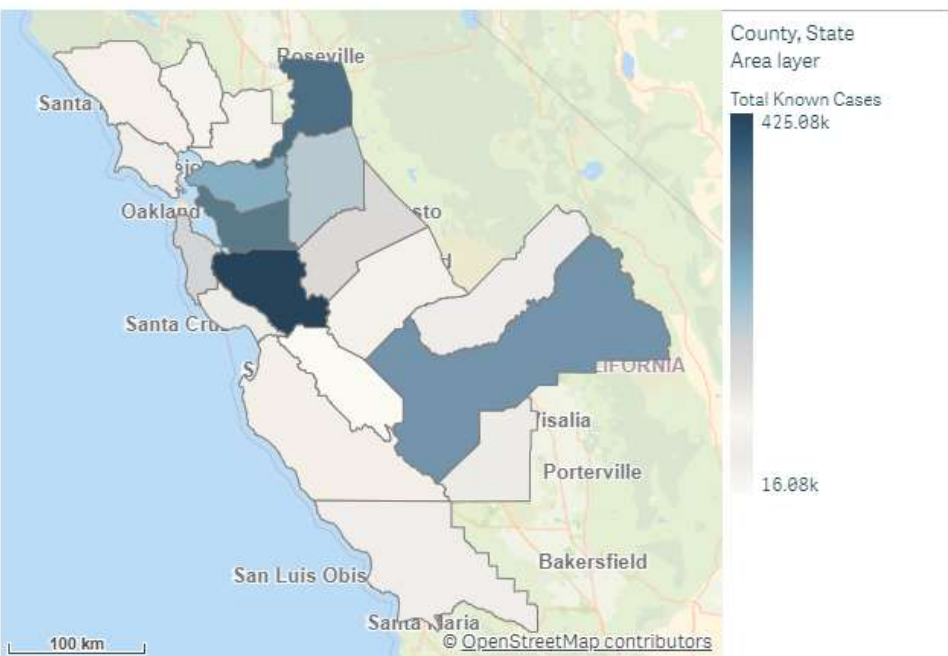 Roseville
Santa
Oakland
sto
Santa Cru
S
LIFORNIA
Visalia
Porterville
Bakersfield
San Luis Obis
Santa Maria
100 km
© OpenStreetMap contributors
County, State
Area layer
Total Known Cases
425.08k
16.08k